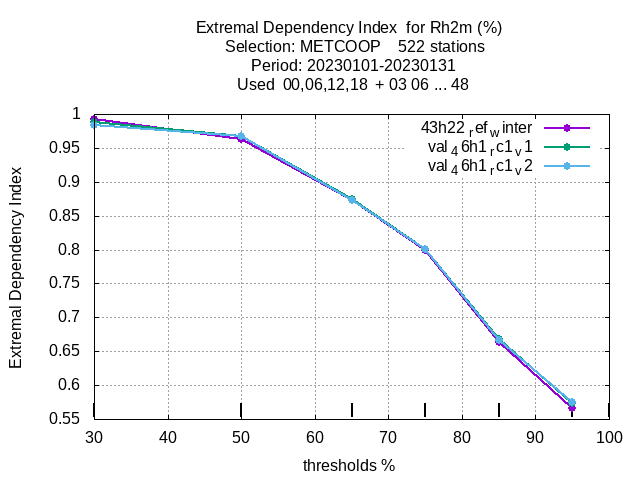 Extremal Dependency Index  for Rh2m (%)
Selection: METCOOP    522 stations
Period: 20230101-20230131
Used  00,06,12,18  + 03 06 ... 48
43h22 ref winter
val 4 6h1 r c1 v 1
val 4 6h1 r c1 v 2
1
0.95
0.9
0.85
0.8
0.75
0.7
0.65
0.6
0.55
Extremal Dependency Index
30 40 50 60 70 80 90 100
thresholds %